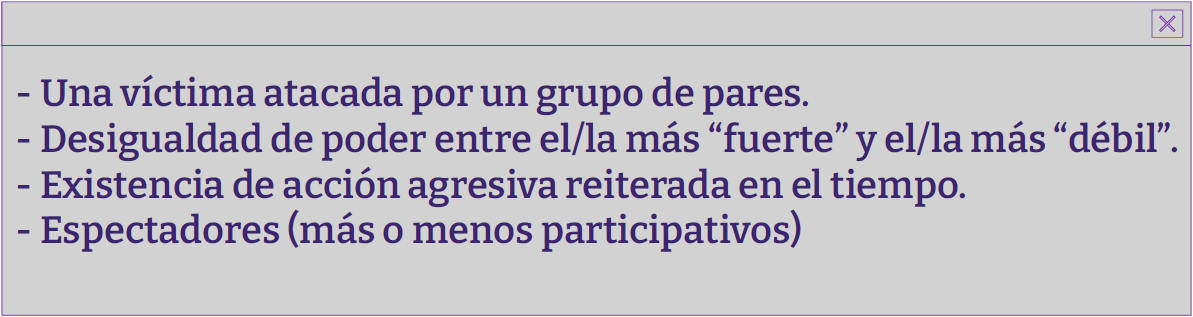 - Una víctima atacada por un grupo de pares.
- Desigualdad de poder entre el/la más “fuerte” y el/la más “débil”.
- Existencia de acción agresiva reiterada en el tiempo.
- Espectadores (más o menos participativos)